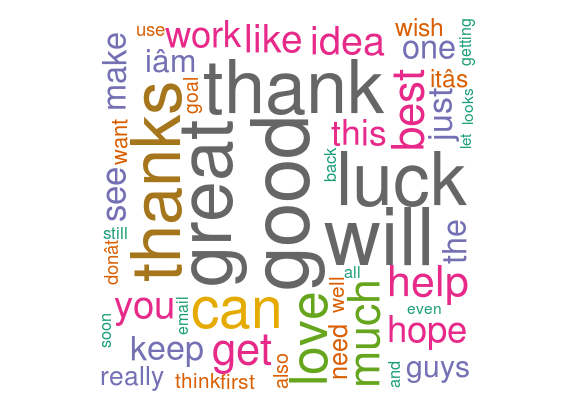 use
work
like
idea
wish
one
getting
make
iâm
goal
thank
itâs
want
thanks
great
good
this
best
just
let
looks
see
back
luck
still
donât
will
the
you
email
can
soon
love
well
all
much
help
even
hope
keep
get
need
also
and
guys
really
think
first